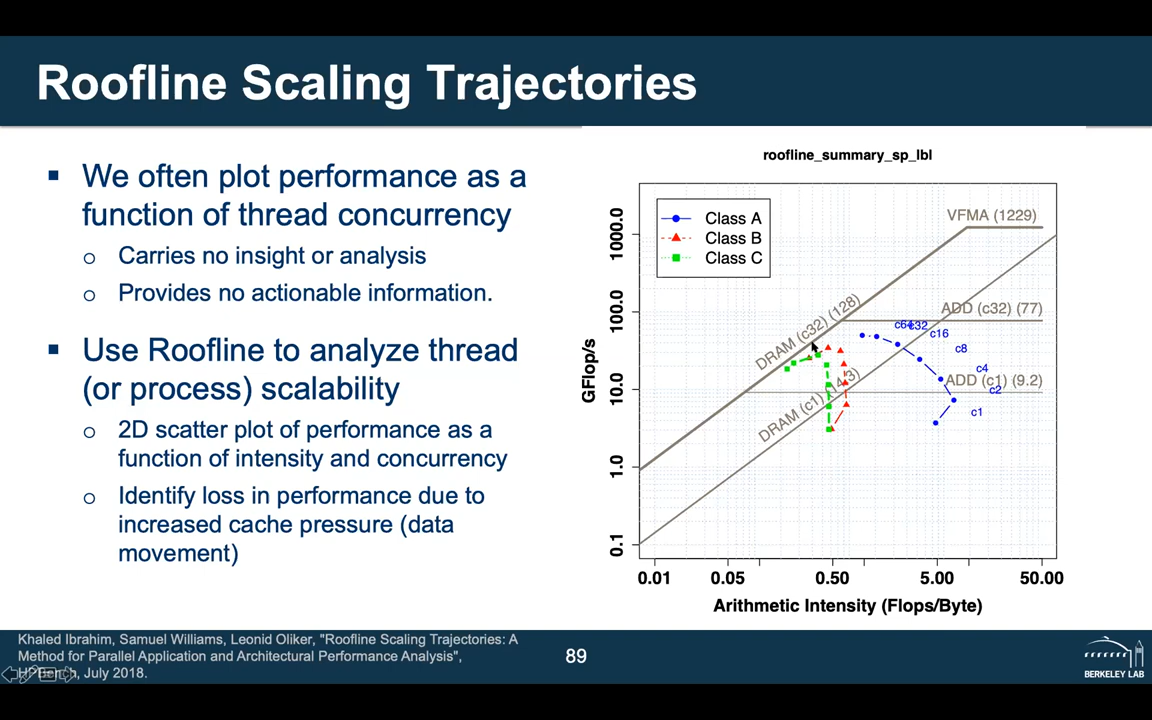 Roofline Scaling Trajectories
▪ We often plot performance as a
function of thread concurrency
o Carries no insight or analysis
o Provides no actionable information.
▪ Use Roofline to analyze thread
(or process) scalability
o 2D scatter plot of performance as a
function of intensity and concurrency
o Identify loss in performance due to
increased cache pressure (data
movement)
roofline_summary_sp_lbl
Class A
Class B
Class C
VFMA (1229)
ADD (c32) (77)
ADD (c1) (9.2)
DRAM (c32) (128)
DRAM (c1) (14.3)
c64
c32
c16
c8
c4
c2
c1
GFlop/s
1000.0
100.0
10.0
1.0
0.1
0.01 0.05 0.50 5.00 50.00
Arithmetic Intensity (Flops/Byte)
Khaled Ibrahim, Samuel Williams, Leonid Oliker, "Roofline Scaling Trajectories: A
Method for Parallel Application and Architectural Performance Analysis",
HPBench, July 2018.
89
BERKELEY LAB